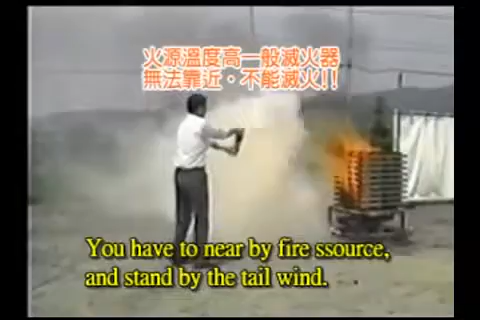 火源溫度高一般滅火器
無法靠近，不能滅火!!
You have to near by fire ssource,
and stand by the tail wind.